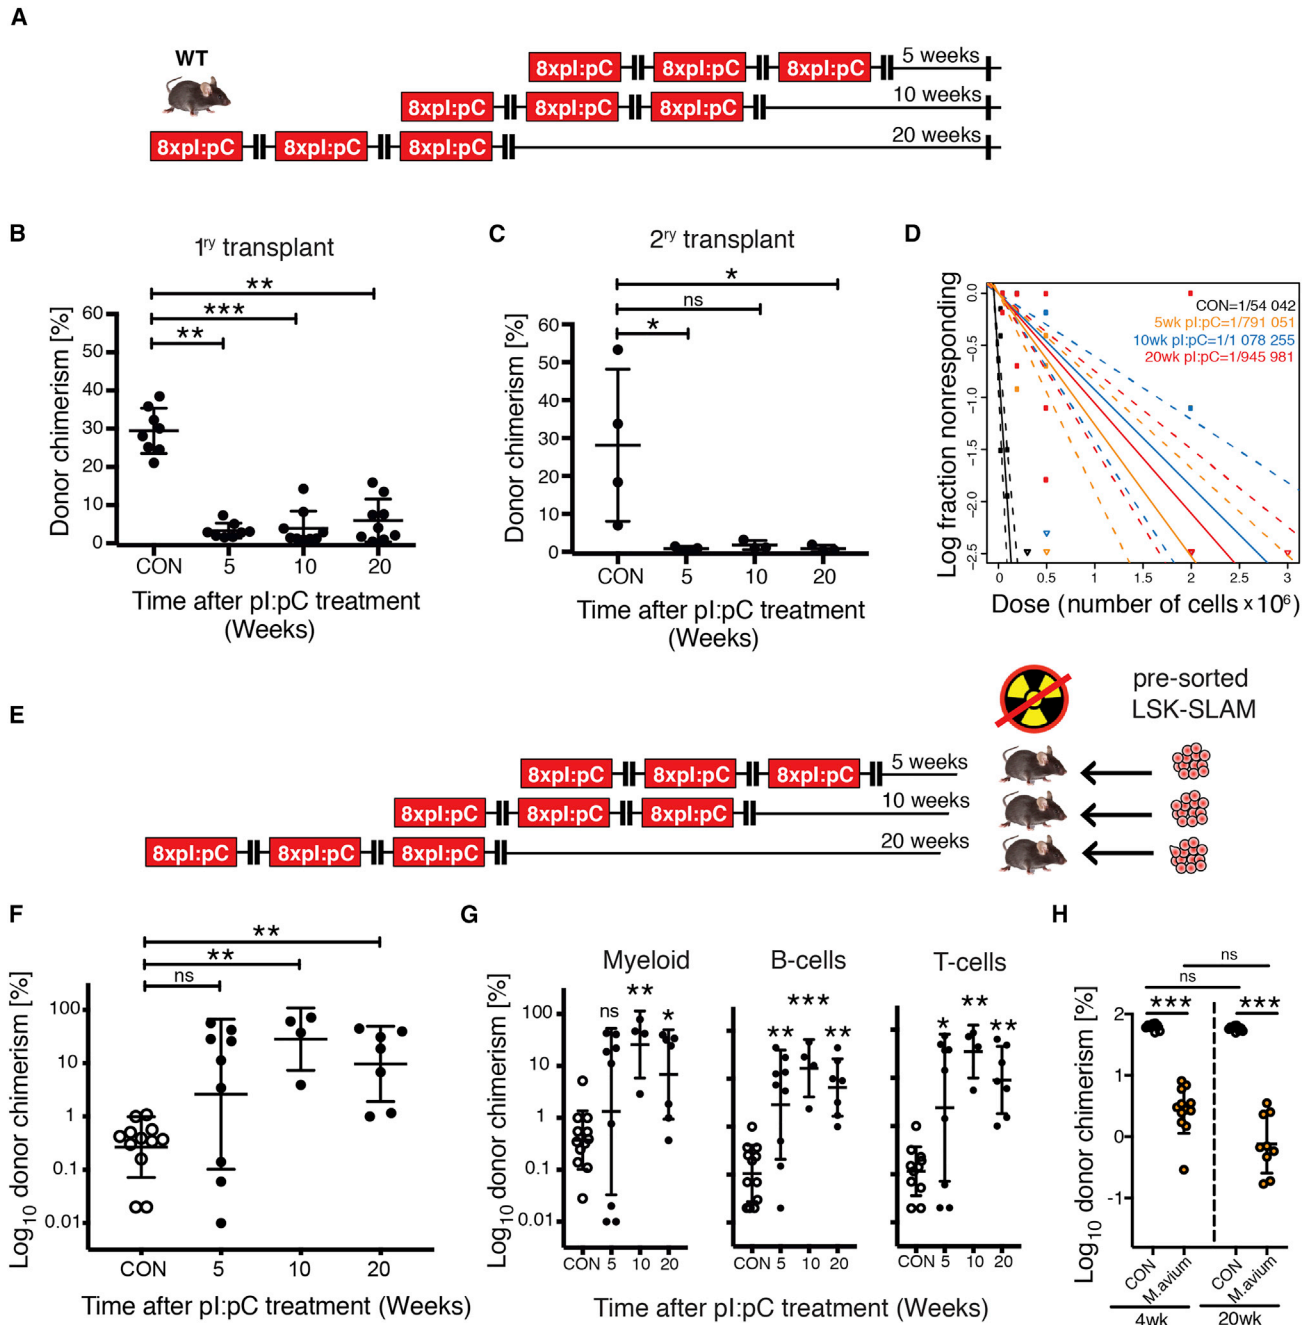 A
WT
8xpI:pC 8xpI:pC 8xpI:pC 5 weeks
8xpI:pC 8xpI:pC 8xpI:pC 10 weeks
8xpI:pC 8xpI:pC 8xpI:pC 20 weeks
B
1ry transplant
**
***
**
Donor chimerism [%]
60
50
40
30
20
10
0
CON 5 10 20
Time after pI:pC treatment
(Weeks)
C
2ry transplant
*
ns
*
Donor chimerism [%]
60
50
40
30
20
10
0
CON 5 10 20
Time after pI:pC treatment
(Weeks)
D
Log fraction nonresponding
0.0
-0.5
-1.0
-1.5
-2.0
-2.5
CON=1/54 042
5wk pI:pC=1/791 051
10wk pI:pC=1/1 078 255
20wk pI:pC=1/945 981
0 0.5 1 1.5 2 2.5 3
Dose (number of cells x 10⁶)
E
pre-sorted
LSK-SLAM
8xpI:pC 8xpI:pC 8xpI:pC 5 weeks
8xpI:pC 8xpI:pC 8xpI:pC 10 weeks
8xpI:pC 8xpI:pC 8xpI:pC 20 weeks
F
**
**
ns
Log10 donor chimerism [%]
100
10
1
0.1
0.01
CON 5 10 20
Time after pI:pC treatment (Weeks)
G
Log10 donor chimerism [%]
Myeloid B-cells T-cells
ns ** *
** *** **
* ** **
100
10
1
0.1
0.01
CON 5 10 20 CON 5 10 20 CON 5 10 20
Time after pI:pC treatment (Weeks)
H
ns
ns
*** ***
Log10 donor chimerism [%]
2
1
0
-1
CON M.avium CON M.avium
4wk 20wk